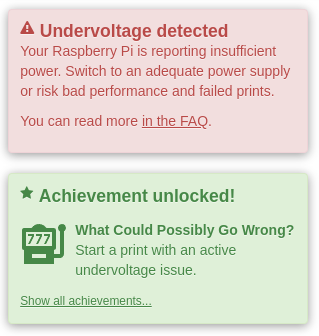 Undervoltage detected
Your Raspberry Pi is reporting insufficient
power. Switch to an adequate power supply
or risk bad performance and failed prints.
You can read more in the FAQ.
Achievement unlocked!
777
What Could Possibly Go Wrong?
Start a print with an active
undervoltage issue.
Show all achievements...